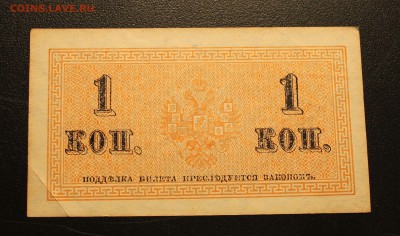 COINS.LAVE.RU
1 1
КОП. КОП.
ПОДДѢЛКА БИЛЕТА ПРЕСЛѢДУЕТСЯ ЗАКОНОМЪ.